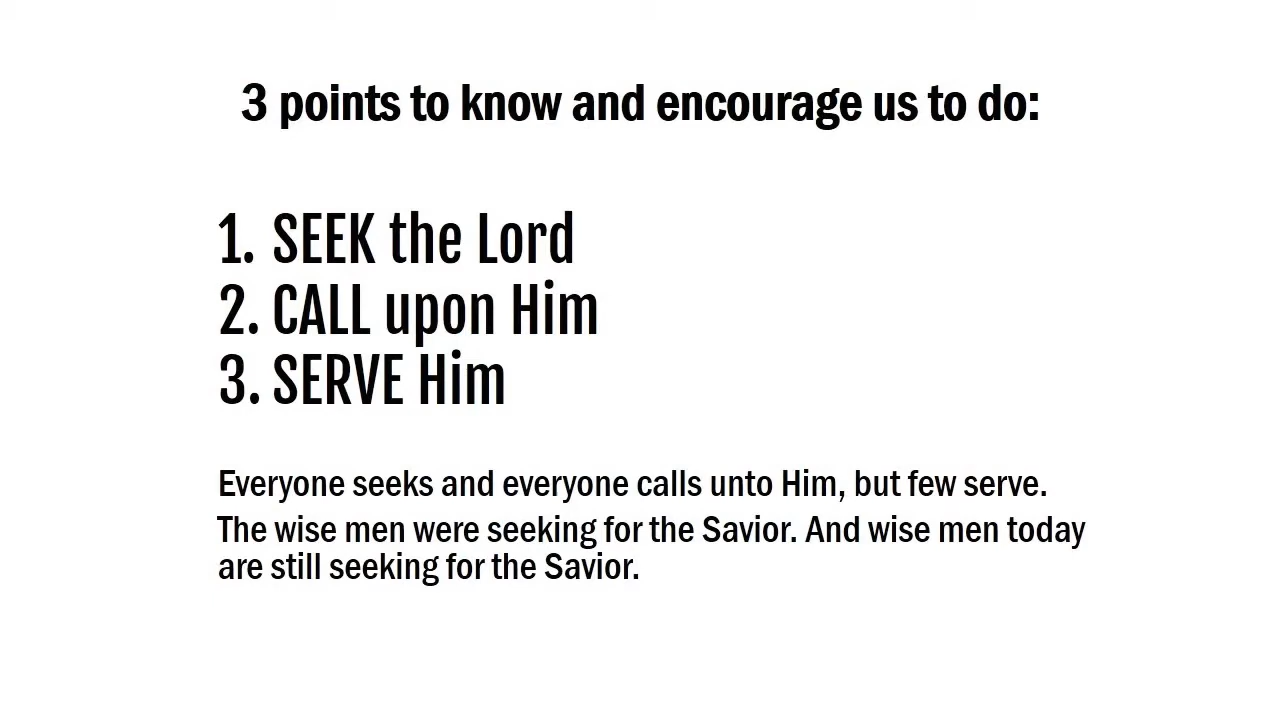 3 points to know and encourage us to do:
1. SEEK the Lord
2. CALL upon Him
3. SERVE Him
Everyone seeks and everyone calls unto Him, but few serve.
The wise men were seeking for the Savior. And wise men today
are still seeking for the Savior.